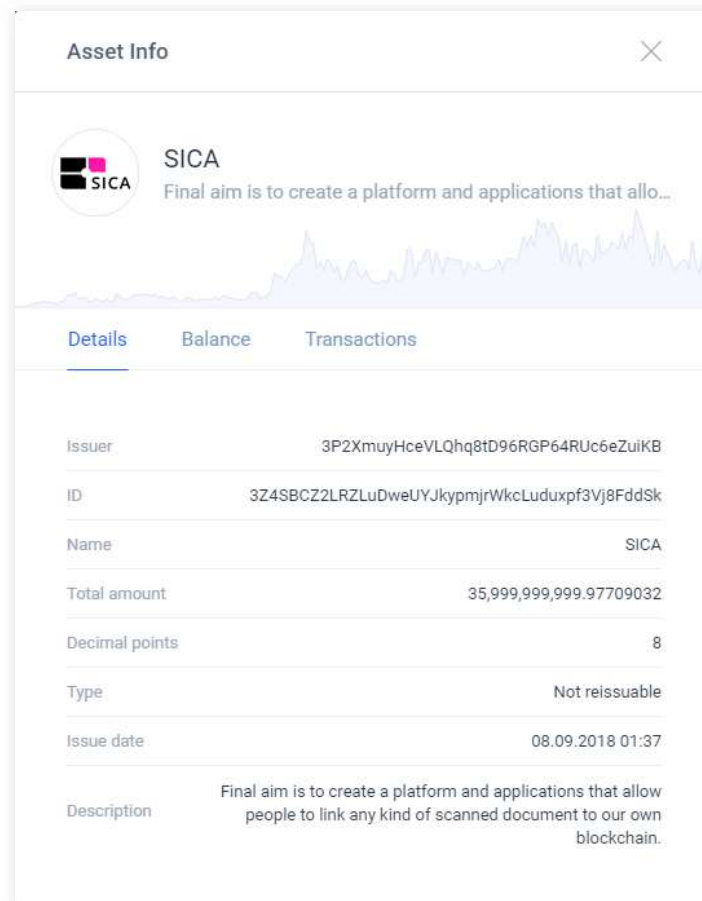 Asset Info
SICA
SICA
Final aim is to create a platform and applications that allo...
Details Balance Transactions
Issuer 3P2XmuyHceVLQhq8tD96RGP64RUc6eZuiKB
ID 3Z4SBCZ2LRZLuDweUYJkypmjrWkcLuduxpf3Vj8FddSk
Name SICA
Total amount 35,999,999,999.97709032
Decimal points 8
Type Not reissuable
Issue date 08.09.2018 01:37
Description Final aim is to create a platform and applications that allow
people to link any kind of scanned document to our own
blockchain.